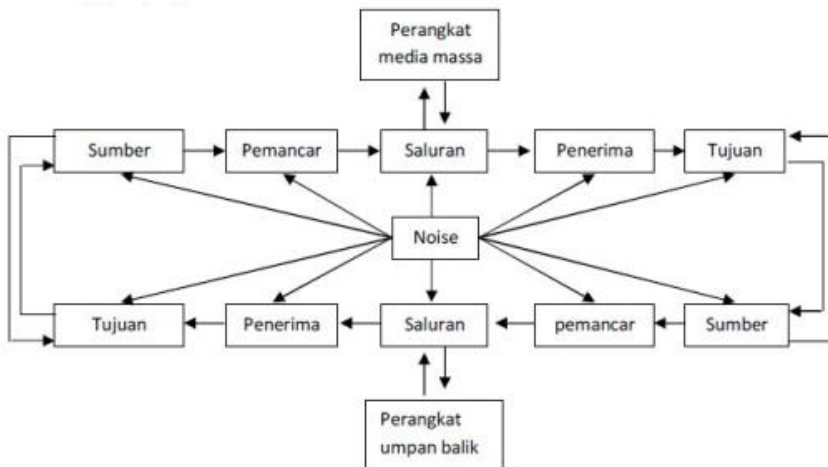 Perangkat
media massa
Sumber
Pemancar
Saluran
Penerima
Tujuan
Noise
Tujuan
Penerima
Saluran
pemancar
Sumber
Perangkat
umpan balik